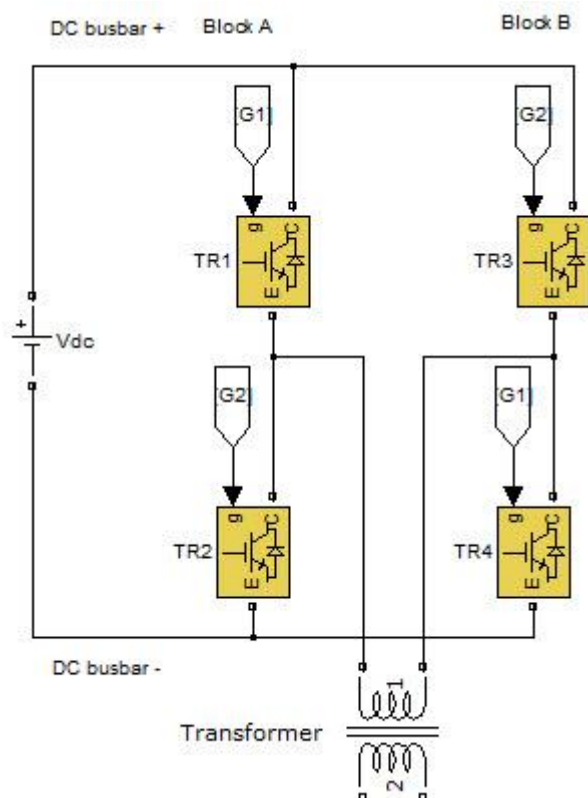 DC busbar +
Block A
Block B
[G1]
[G2]
g
C
E
TR1
g
C
E
TR3
+
Vdc
[G2]
[G1]
g
C
E
TR2
g
C
E
TR4
DC busbar -
1
Transformer
2